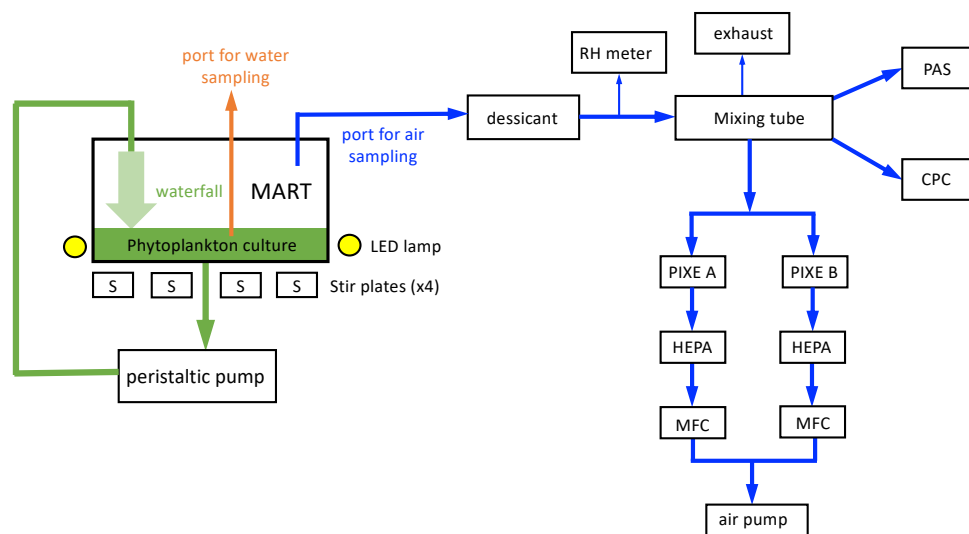 port for water
sampling
RH meter
exhaust
PAS
dessicant
Mixing tube
port for air
sampling
MART
waterfall
CPC
Phytoplankton culture
LED lamp
S
S
S
S
Stir plates (x4)
PIXE A
PIXE B
peristaltic pump
HEPA
HEPA
MFC
MFC
air pump